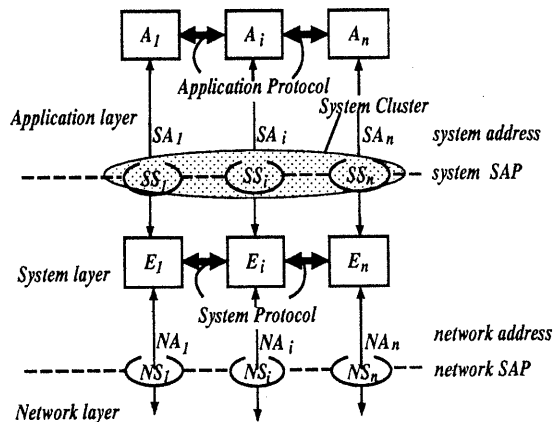 A1 Ai An
Application Protocol
System Cluster
Application layer
SA1 SAi SAn system address
SS1 SSi SSn system SAP
E1 Ei En
System layer
System Protocol
NA1 NAi NAn network address
NS1 NSi NSn network SAP
Network layer